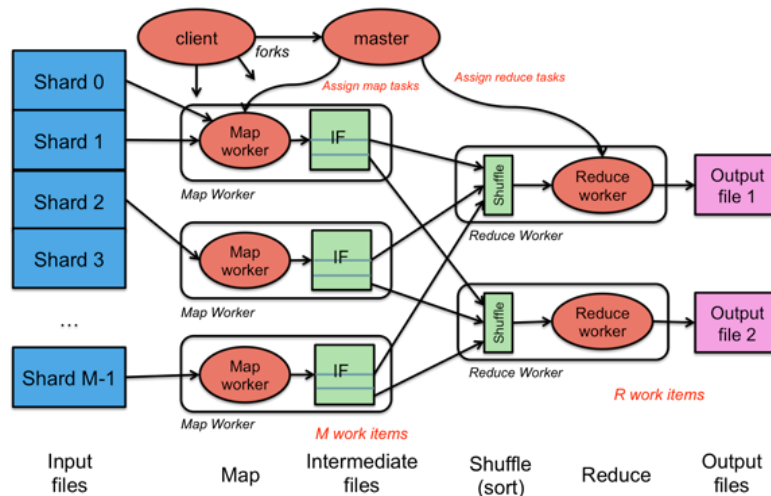 client
forks
master
Assign map tasks
Assign reduce tasks
Shard 0
Shard 1
Shard 2
Shard 3
...
Shard M-1
Map
worker
IF
Map Worker
Map
worker
IF
Map Worker
Map
worker
IF
Map Worker
M work items
Shuffle
Reduce
worker
Reduce Worker
Shuffle
Reduce
worker
Reduce Worker
R work items
Output
file 1
Output
file 2
Input
files
Map
Intermediate
files
Shuffle
(sort)
Reduce
Output
files